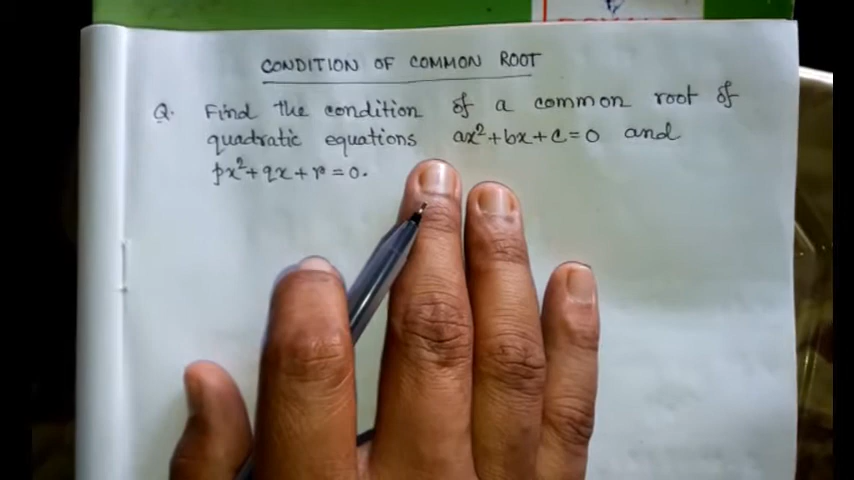 CONDITION OF COMMON ROOT
Q. Find the condition of a common root of
quadratic equations ax²+bx+c=0 and
px²+qx+r=0.